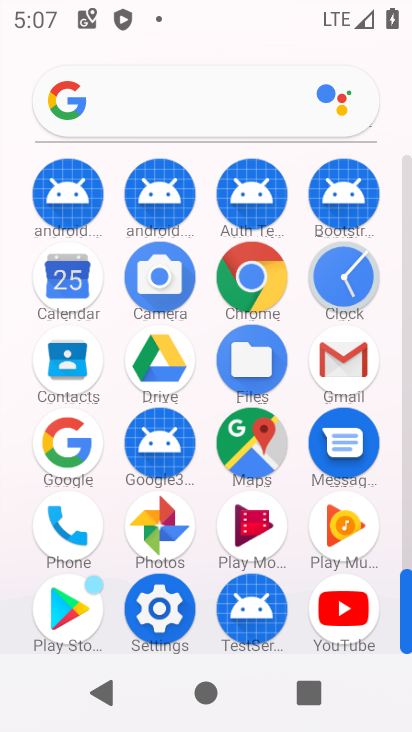 5:07 LTE
android.... android.... Auth Te... Bootstr...
25
Calendar Camera Chrome Clock
Contacts Drive Files Gmail
Google Google3... Maps Messag...
Phone Photos Play Mo... Play Mu...
Play Sto... Settings TestSer... YouTube